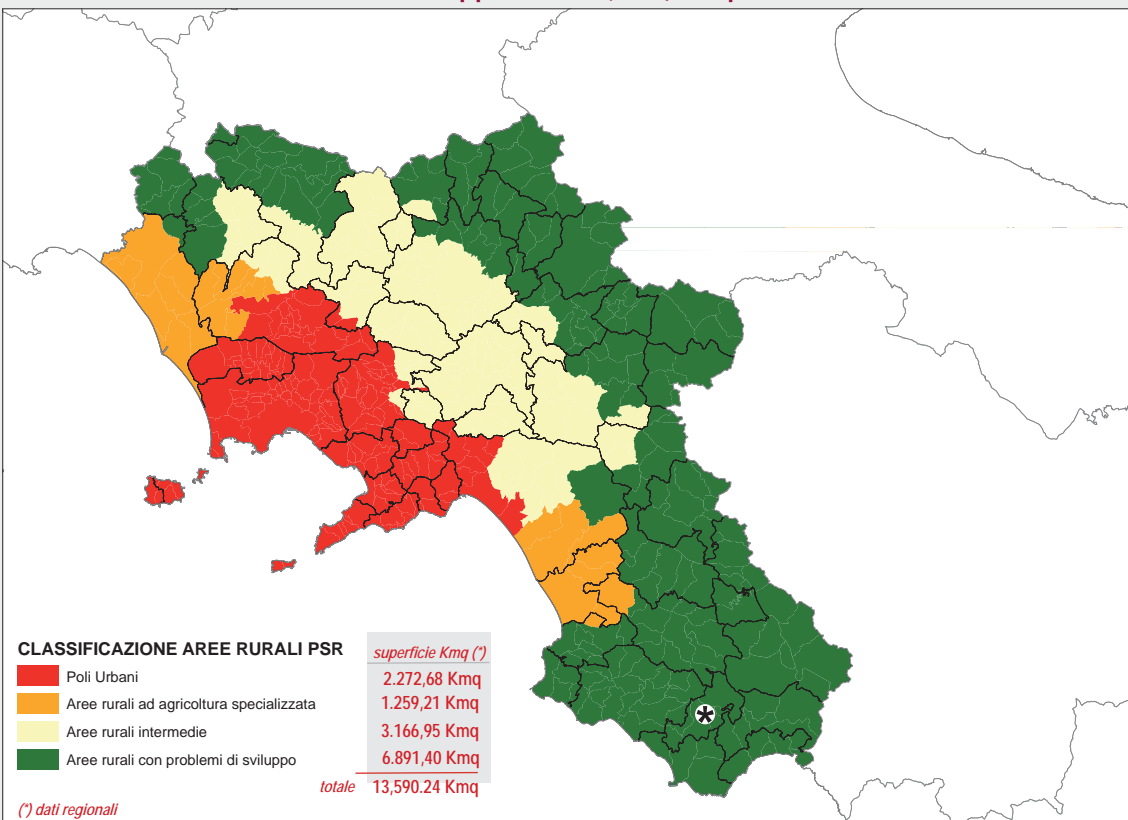 CLASSIFICAZIONE AREE RURALI PSR
superficie Kmq (*)
Poli Urbani
2.272,68 Kmq
Aree rurali ad agricoltura specializzata
1.259,21 Kmq
Aree rurali intermedie
3.166,95 Kmq
Aree rurali con problemi di sviluppo
6.891,40 Kmq
totale 13,590.24 Kmq
(*) dati regionali